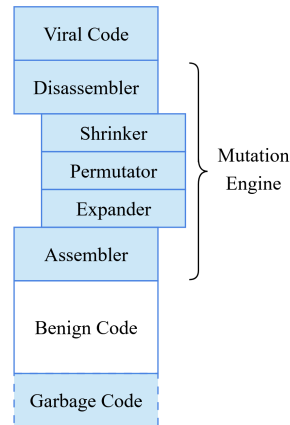 Viral Code
Disassembler
Shrinker
Permutator
Expander
Assembler
Benign Code
Garbage Code
Mutation
Engine